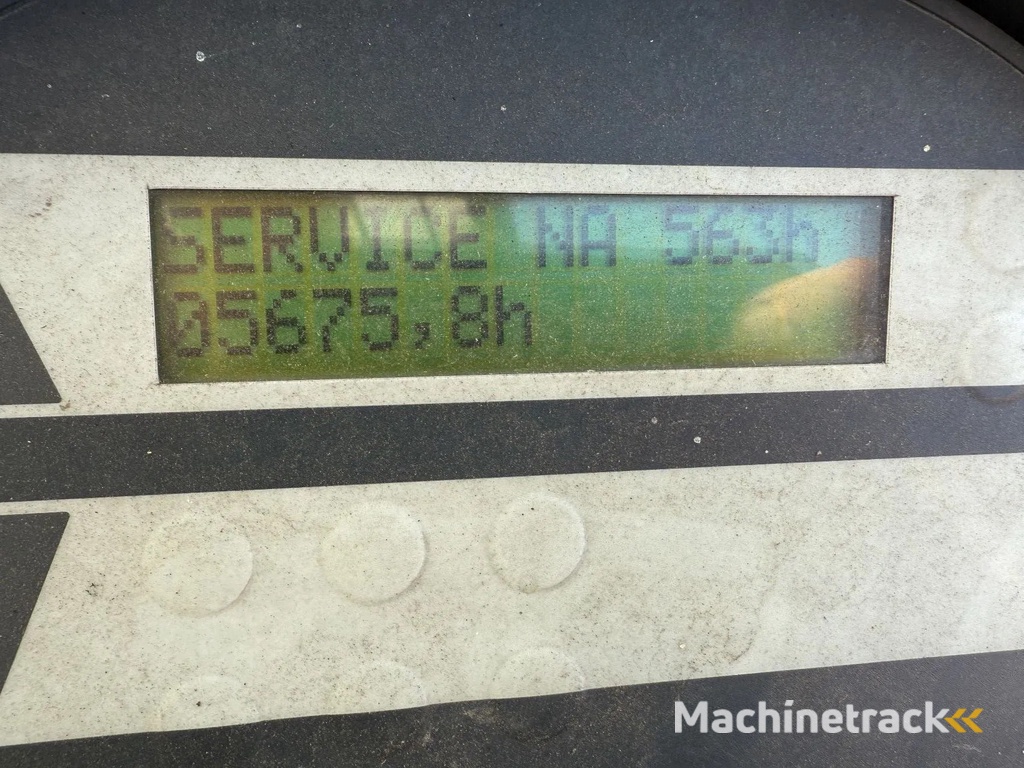 SERVICE NA 563h
05675,8h
Machinetrack